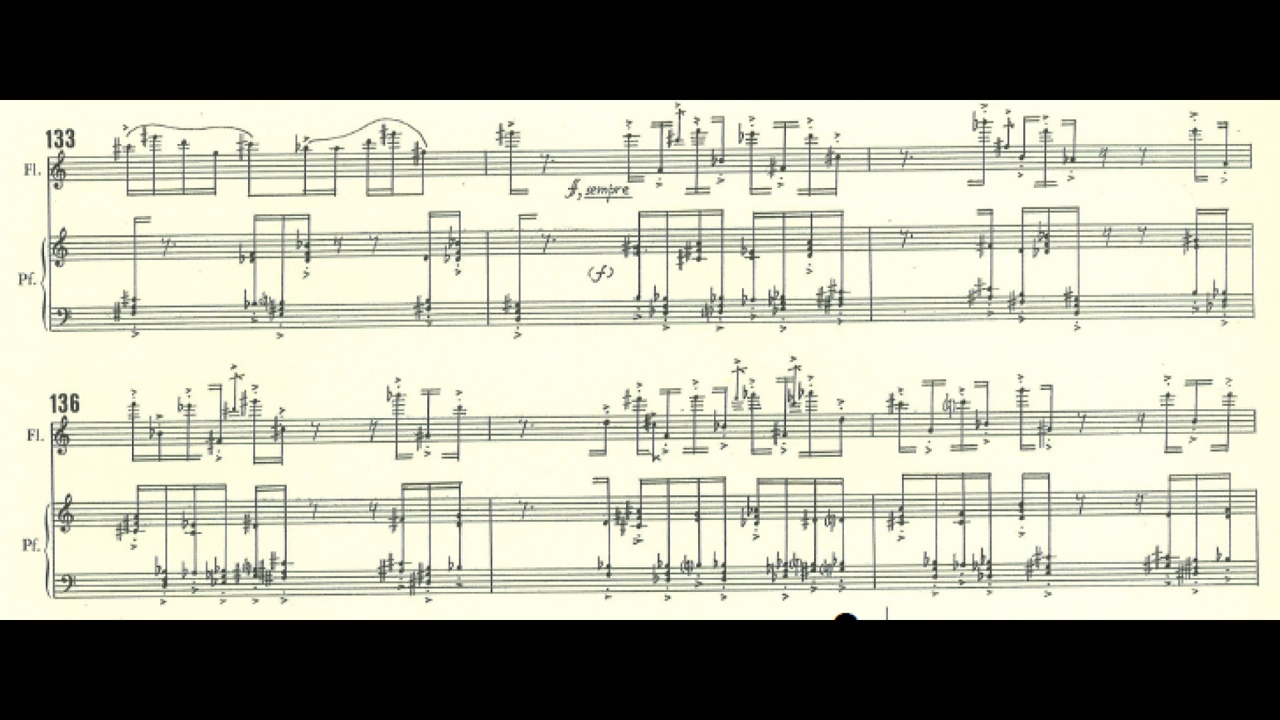 133
Fl.
ff, sempre
Pf.
(f)
136
Fl.
Pf.